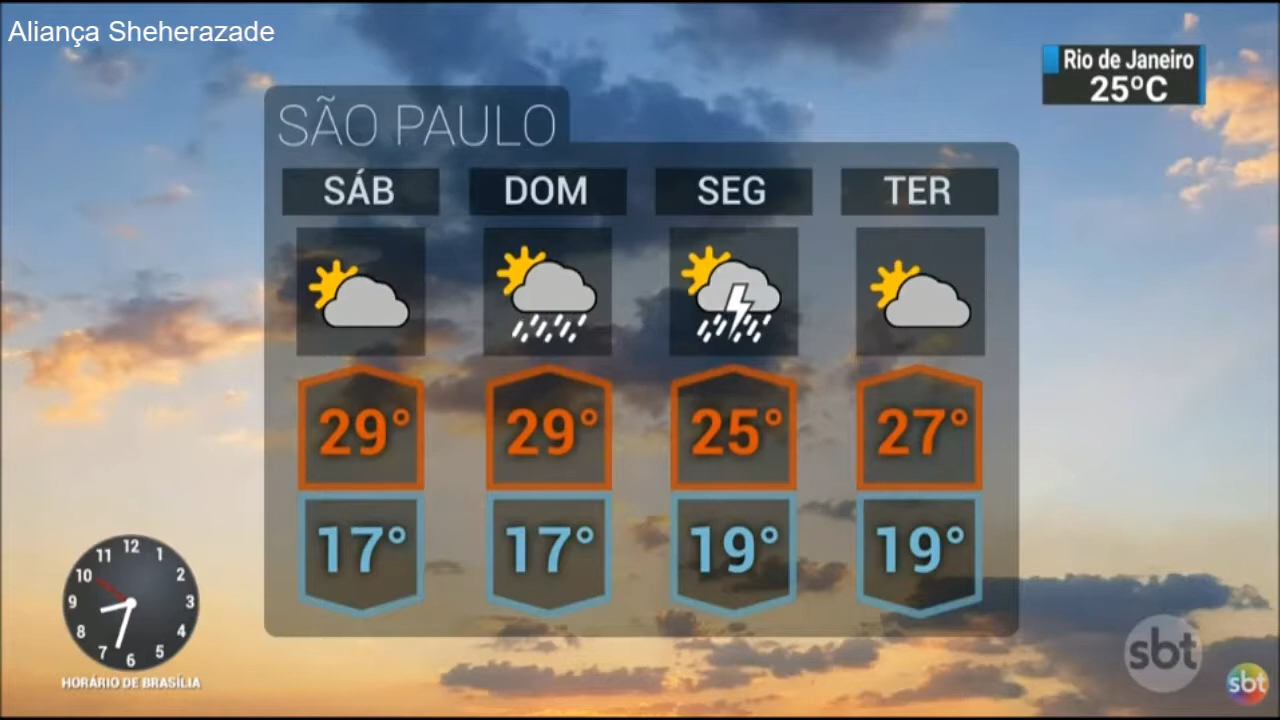 Aliança Sheherazade
Rio de Janeiro
25ºC
SÃO PAULO
SÁB DOM SEG TER
29° 29° 25° 27°
17° 17° 19° 19°
12
11 1
10 2
9 3
8 4
7 5
6
HORÁRIO DE BRASÍLIA
sbt
sbt